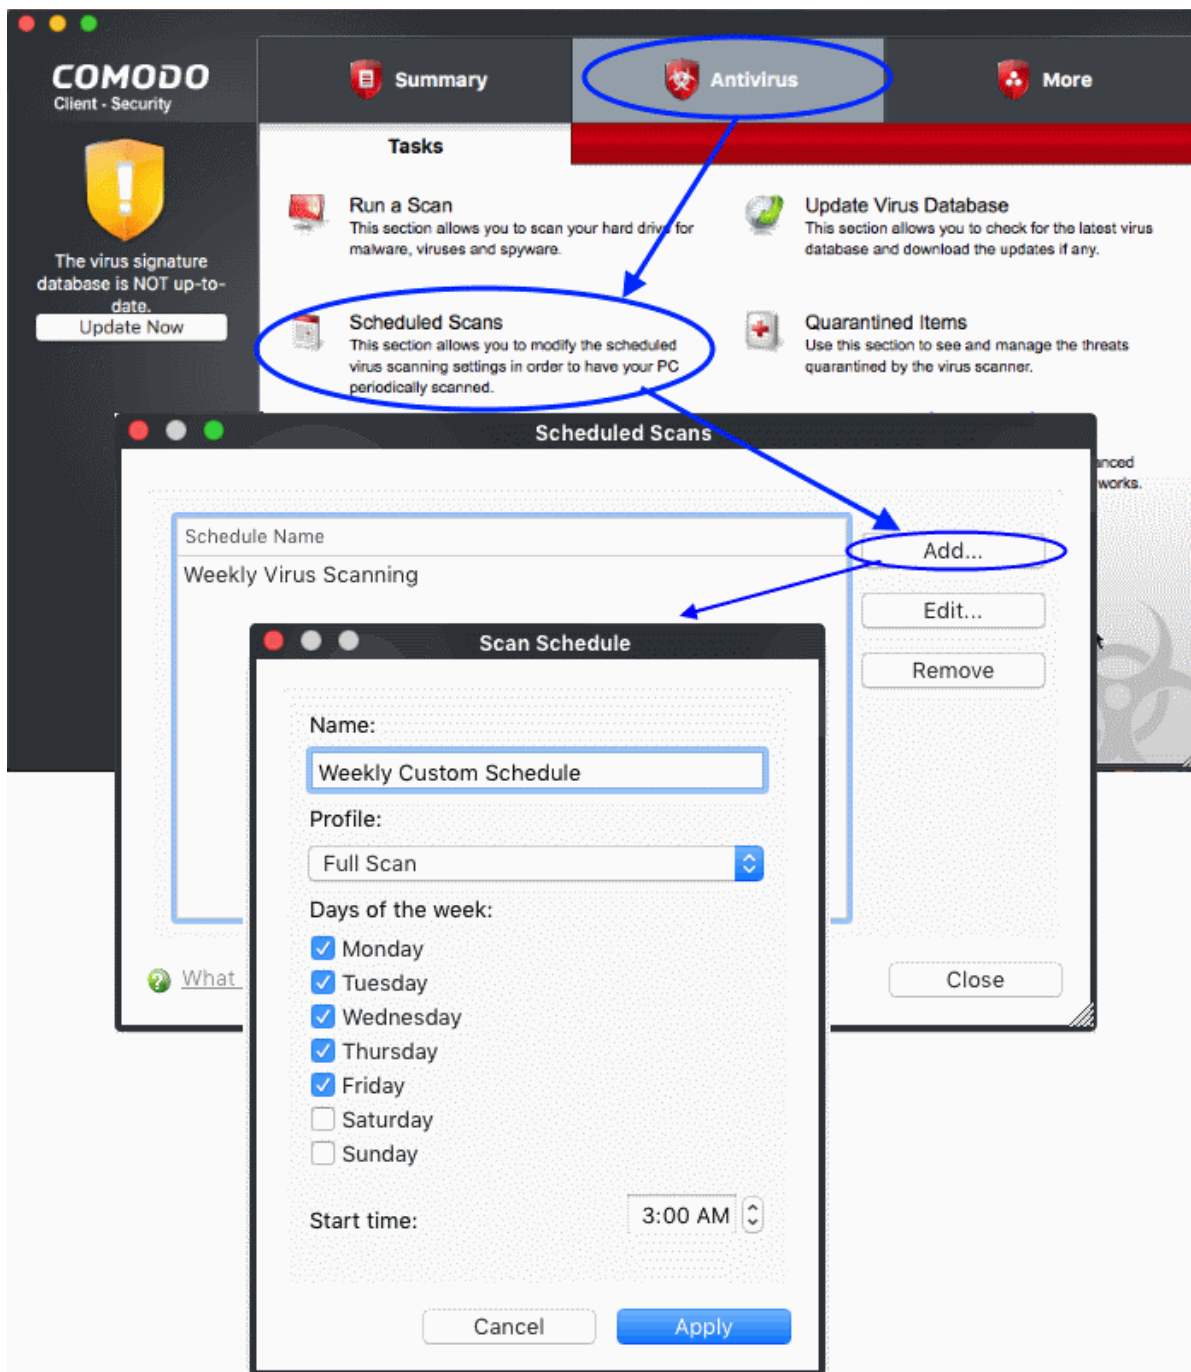 COMODO
Client - Security
Summary
Antivirus
More
Tasks
The virus signature
database is NOT up-to-
date.
Update Now
Run a Scan
This section allows you to scan your hard drive for
malware, viruses and spyware.
Update Virus Database
This section allows you to check for the latest virus
database and download the updates if any.
Scheduled Scans
This section allows you to modify the scheduled
virus scanning settings in order to have your PC
periodically scanned.
Quarantined Items
Use this section to see and manage the threats
quarantined by the virus scanner.
works.
Scheduled Scans
Schedule Name
Weekly Virus Scanning
Add...
Edit...
Remove
What
Close
Scan Schedule
Name:
Weekly Custom Schedule
Profile:
Full Scan
Days of the week:
Monday
Tuesday
Wednesday
Thursday
Friday
Saturday
Sunday
Start time:
3:00 AM
Cancel
Apply